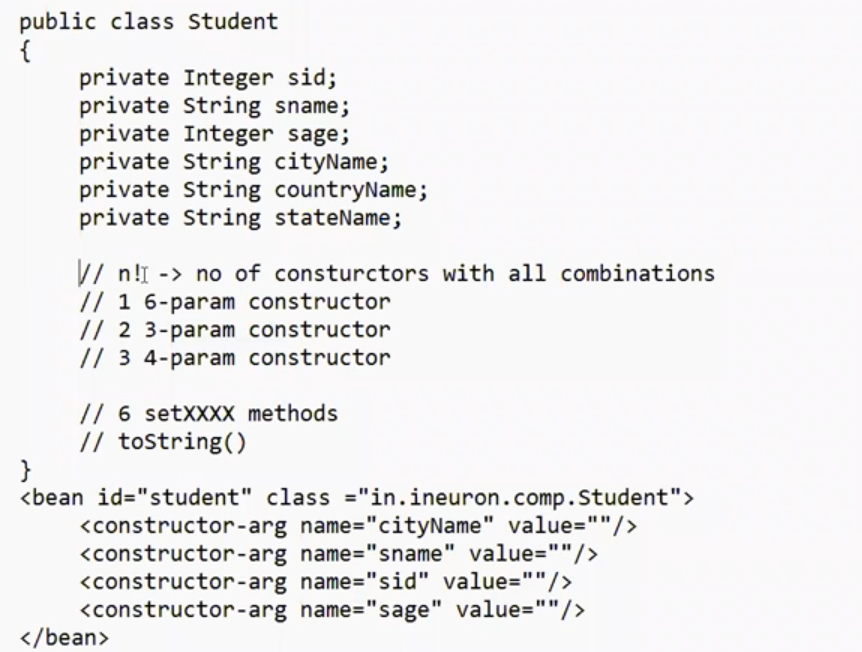 public class Student
{
private Integer sid;
private String sname;
private Integer sage;
private String cityName;
private String countryName;
private String stateName;
// n! -> no of consturctors with all combinations
// 1 6-param constructor
// 2 3-param constructor
// 3 4-param constructor
// 6 setXXXX methods
// toString()
}
<bean id="student" class ="in.ineuron.comp.Student">
<constructor-arg name="cityName" value=""/>
<constructor-arg name="sname" value=""/>
<constructor-arg name="sid" value=""/>
<constructor-arg name="sage" value=""/>
</bean>